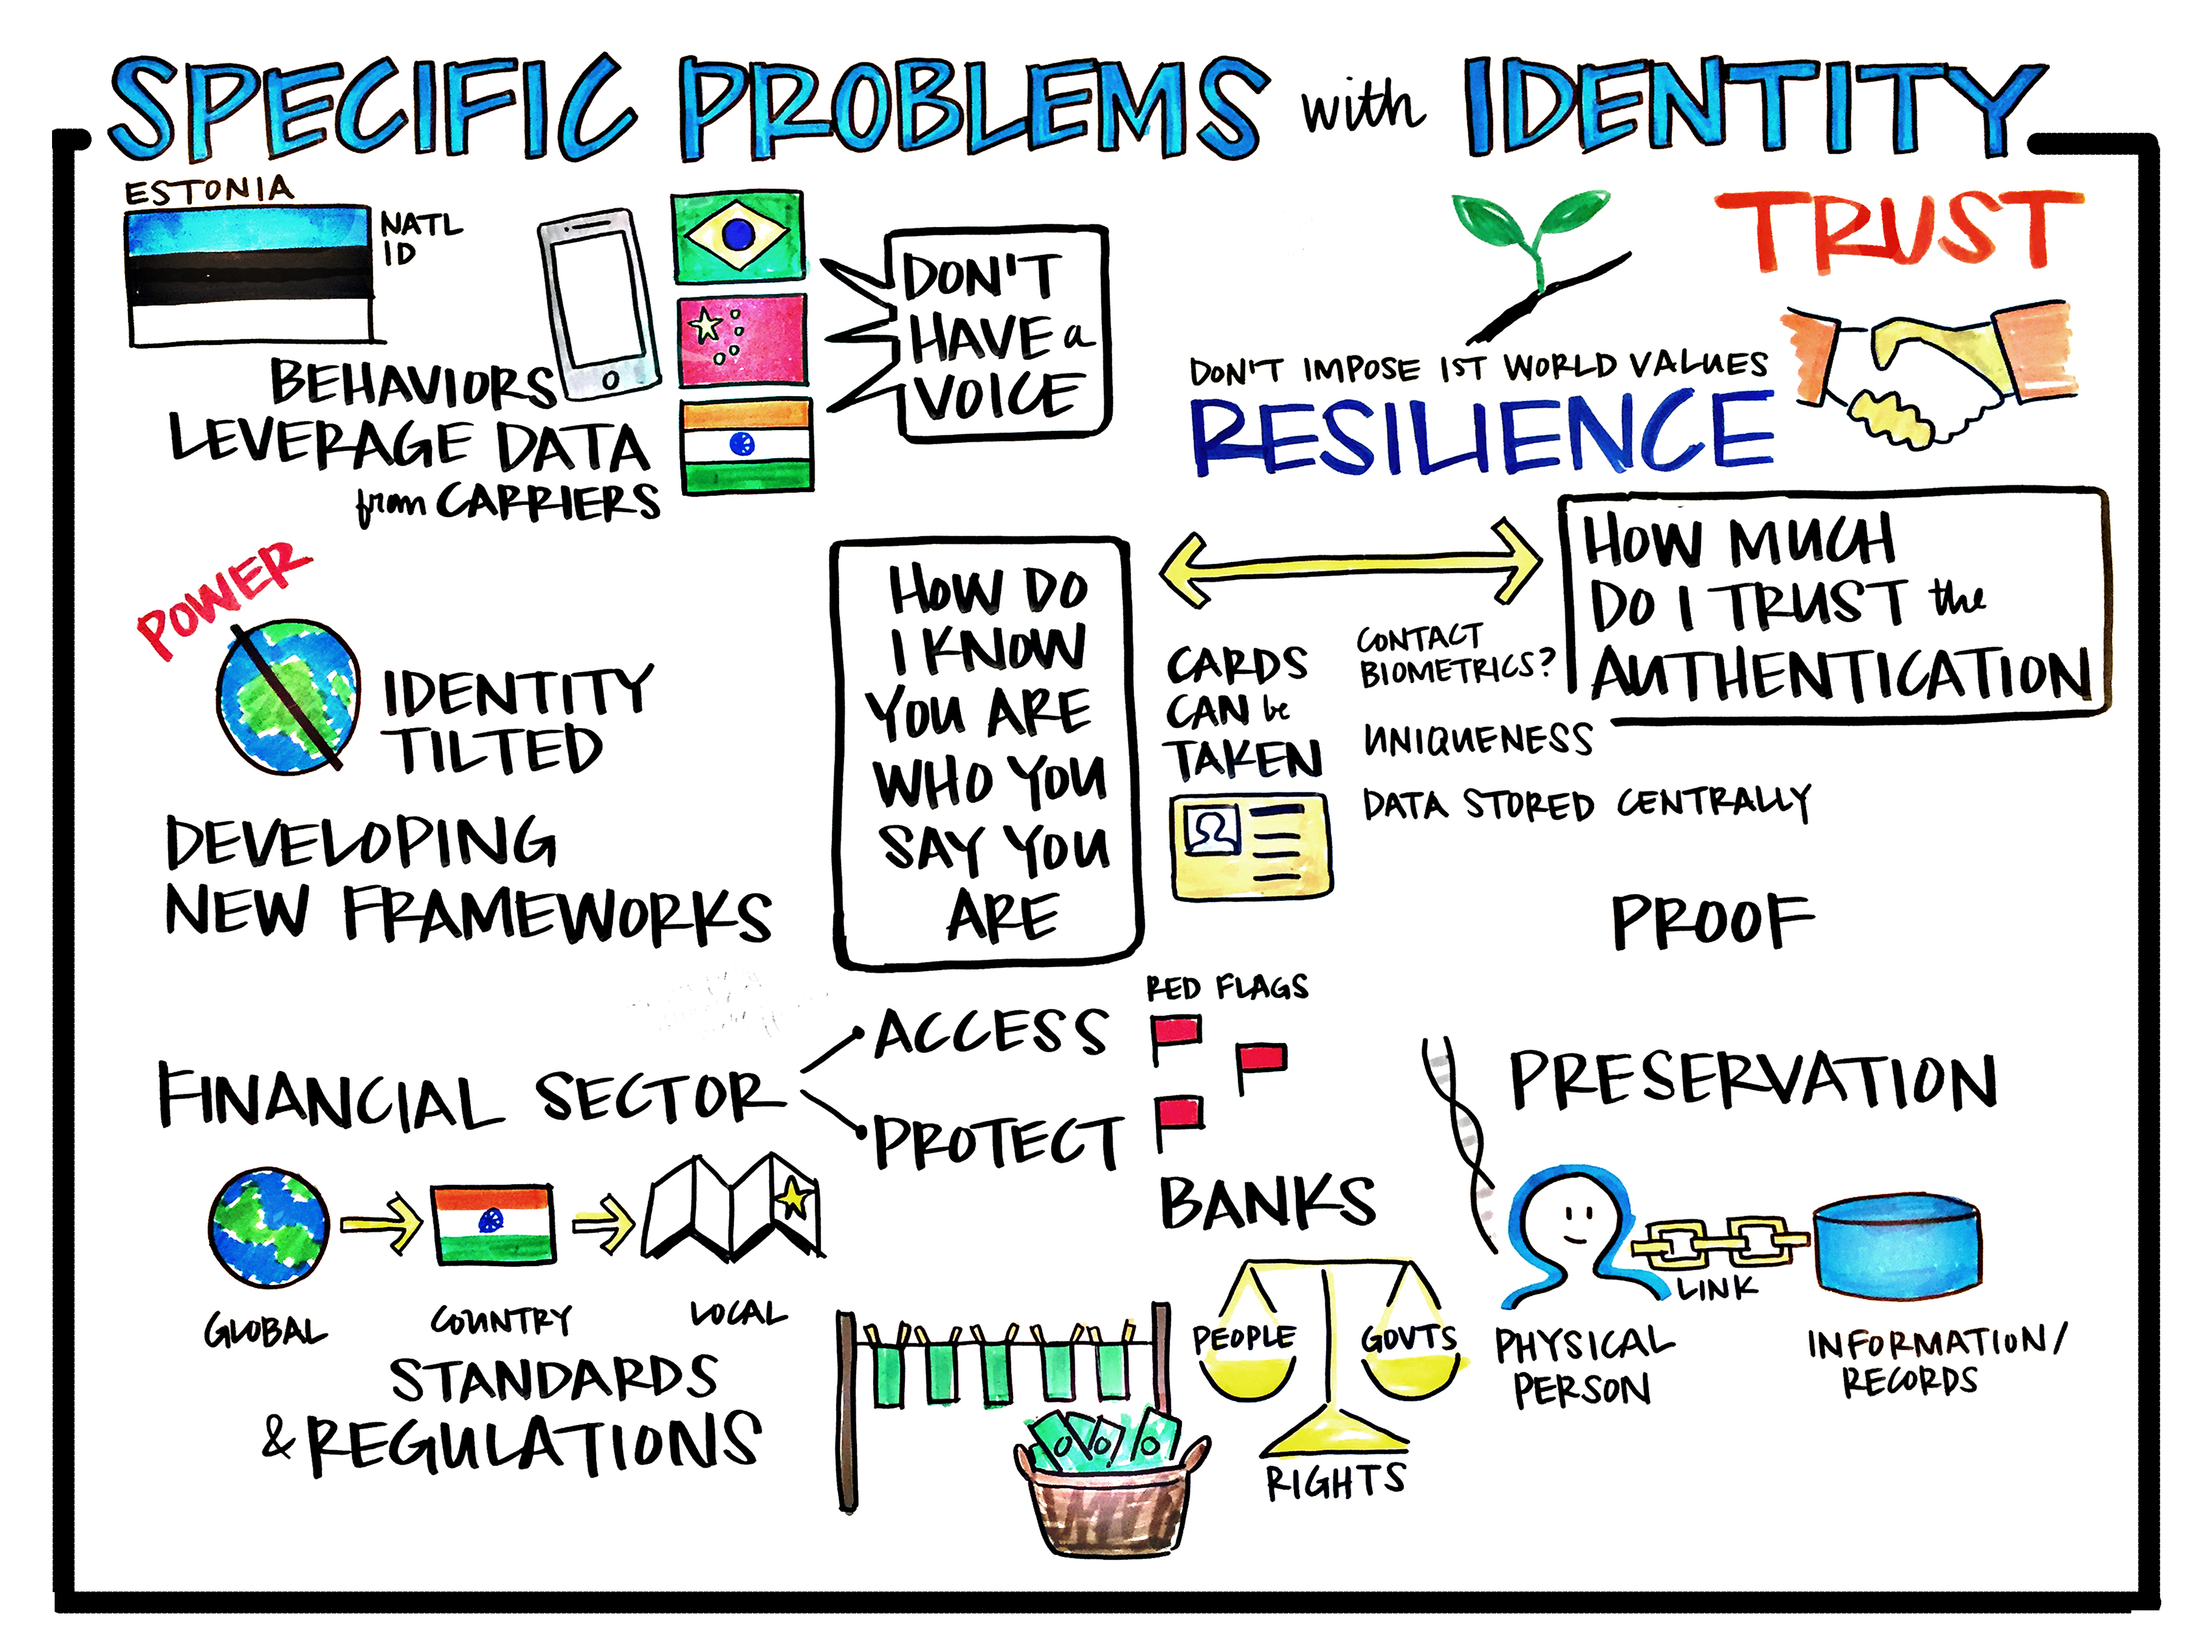 SPECIFIC PROBLEMS with IDENTITY
ESTONIA
NATL
ID
BEHAVIORS
LEVERAGE DATA
from CARRIERS
DON'T
HAVE a
VOICE
TRUST
DON'T IMPOSE 1ST WORLD VALUES
RESILIENCE
POWER
IDENTITY
TILTED
DEVELOPING
NEW FRAMEWORKS
HOW DO
I KNOW
YOU ARE
WHO YOU
SAY YOU
ARE
HOW MUCH
DO I TRUST the
AUTHENTICATION
CARDS
CAN be
TAKEN
CONTACT
BIOMETRICS?
UNIQUENESS
DATA STORED CENTRALLY
PROOF
FINANCIAL SECTOR
ACCESS
PROTECT
RED FLAGS
BANKS
PRESERVATION
GLOBAL
COUNTRY
LOCAL
STANDARDS
& REGULATIONS
PEOPLE
GOVTS
RIGHTS
LINK
PHYSICAL
PERSON
INFORMATION/
RECORDS